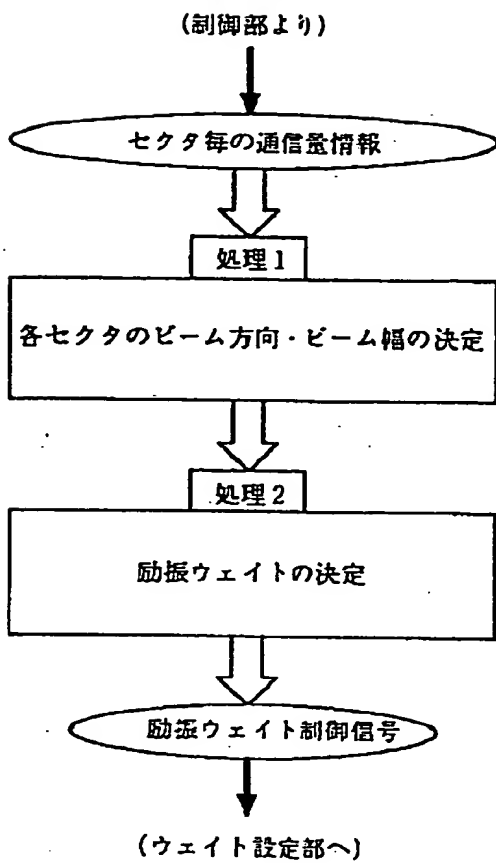 (制御部より)
セクタ毎の通信量情報
処理1
各セクタのビーム方向・ビーム幅の決定
処理2
励振ウェイトの決定
励振ウェイト制御信号
(ウェイト設定部へ)